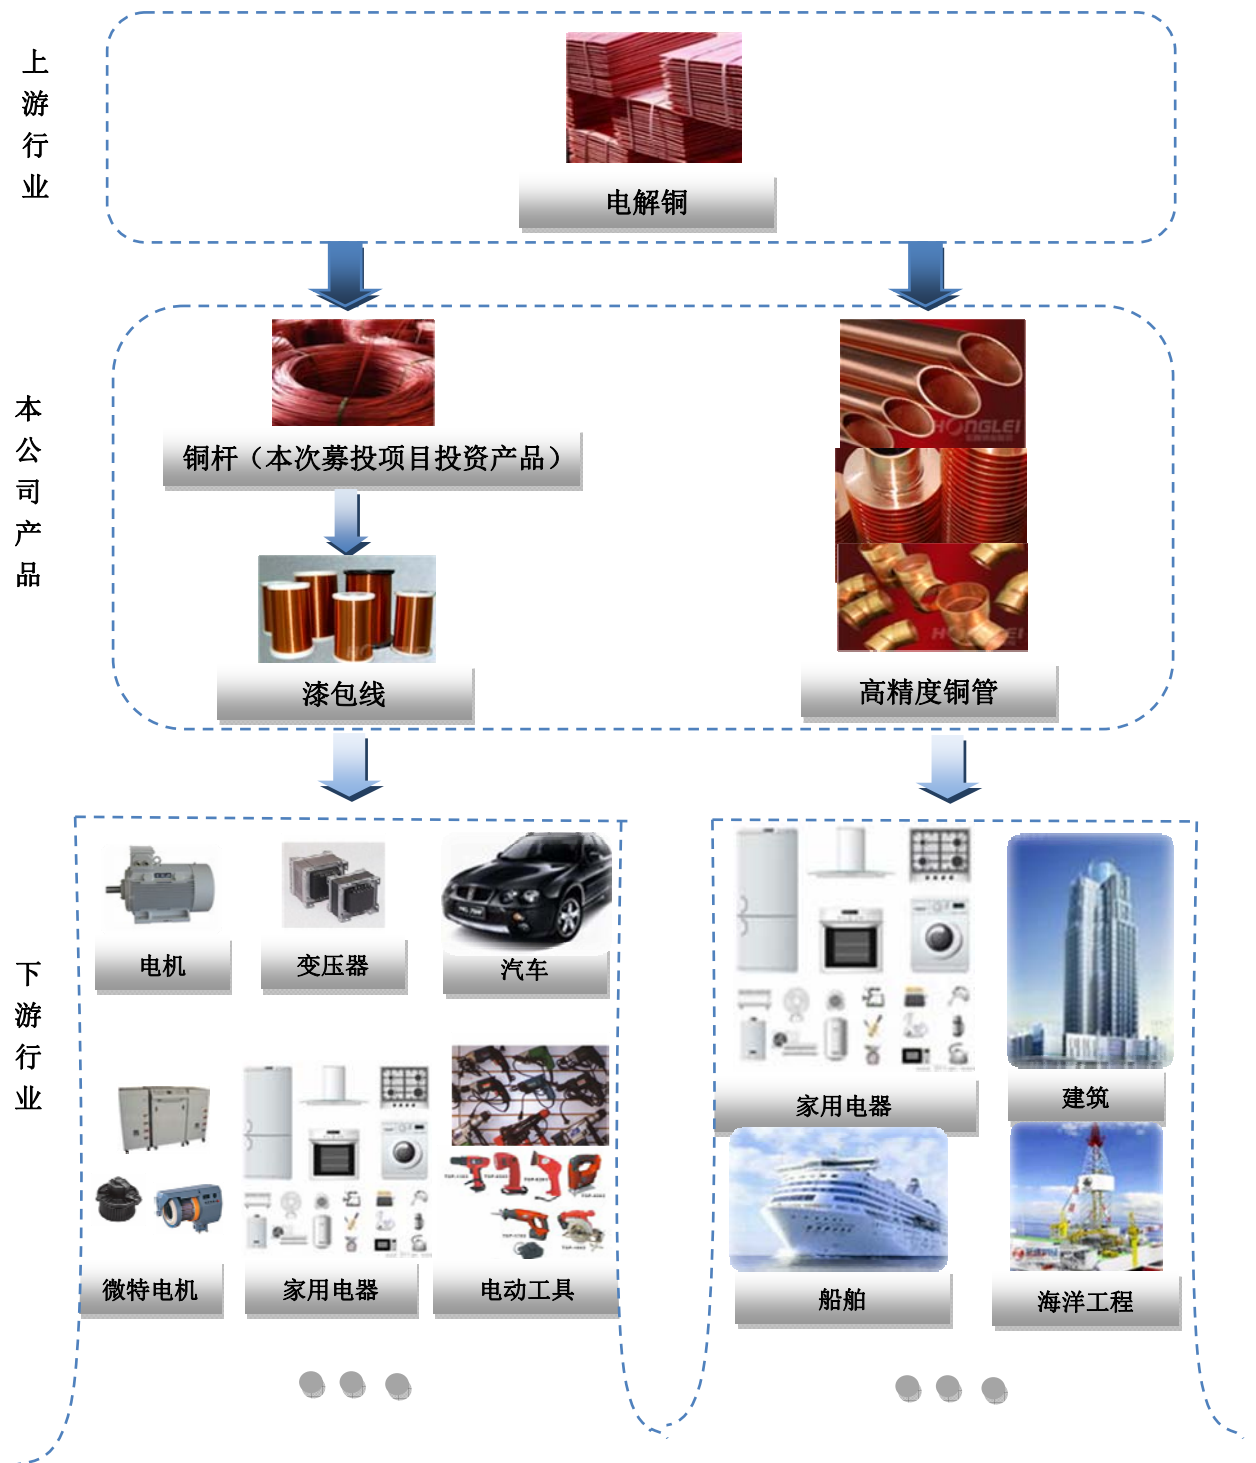 上游行业
电解铜
本公司产品
铜杆（本次募投项目投资产品）
HONGLEI
漆包线
HONGLEI
高精度铜管
下游行业
电机
变压器
汽车
微特电机
家用电器
电动工具
家用电器
建筑
船舶
海洋工程